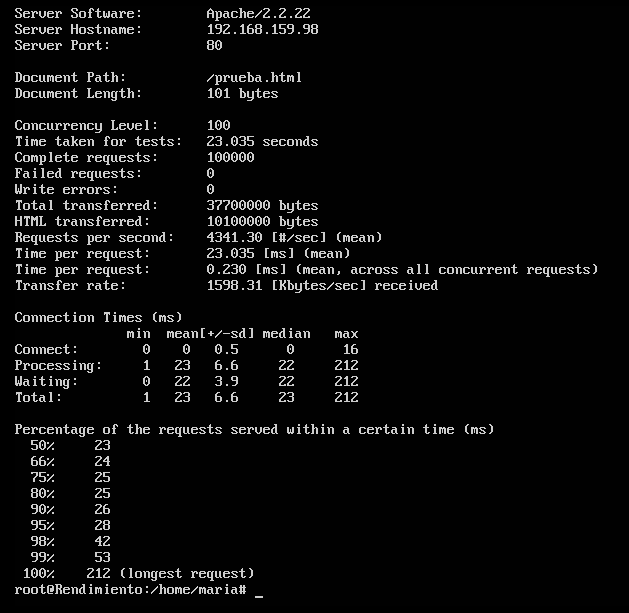 Server Software:        Apache/2.2.22
Server Hostname:        192.168.159.98
Server Port:            80

Document Path:          /prueba.html
Document Length:        101 bytes

Concurrency Level:      100
Time taken for tests:   23.035 seconds
Complete requests:      100000
Failed requests:        0
Write errors:           0
Total transferred:      37700000 bytes
HTML transferred:       10100000 bytes
Requests per second:    4341.30 [#/sec] (mean)
Time per request:       23.035 [ms] (mean)
Time per request:       0.230 [ms] (mean, across all concurrent requests)
Transfer rate:          1598.31 [Kbytes/sec] received

Connection Times (ms)
              min  mean[+/-sd] median   max
Connect:        0    0   0.5      0      16
Processing:     1   23   6.6     22     212
Waiting:        0   22   3.9     22     212
Total:          1   23   6.6     23     212

Percentage of the requests served within a certain time (ms)
  50%     23
  66%     24
  75%     25
  80%     25
  90%     26
  95%     28
  98%     42
  99%     53
 100%    212 (longest request)
root@Rendimiento:/home/maria# _